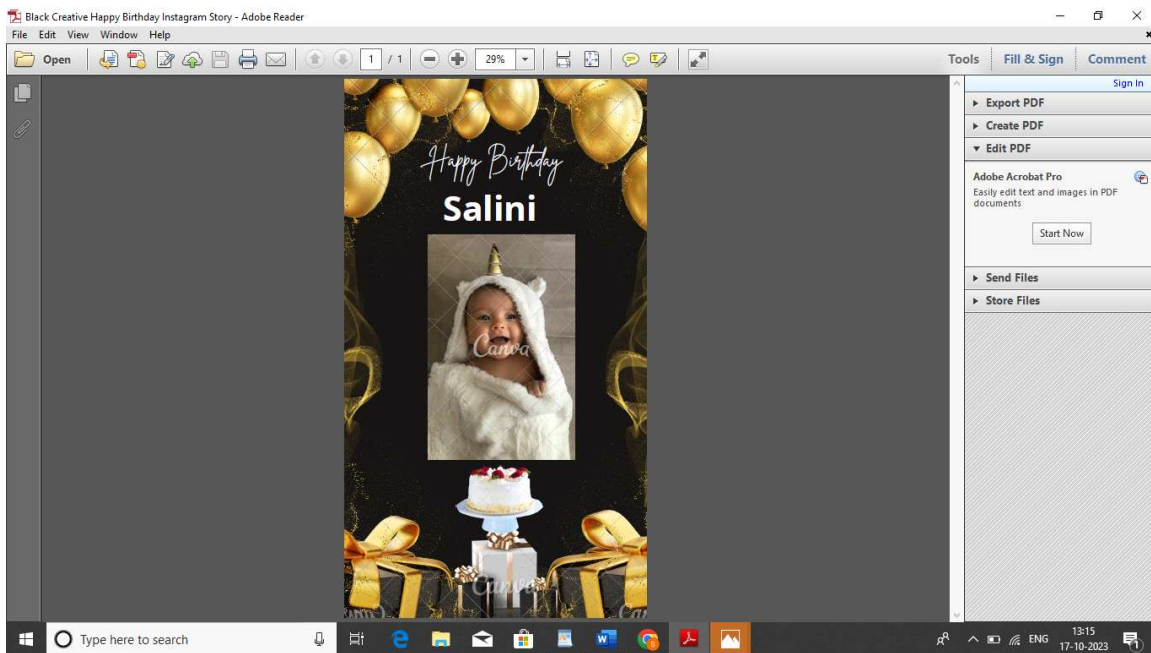 Black Creative Happy Birthday Instagram Story - Adobe Reader
File Edit View Window Help
Open 1 / 1 29% Tools Fill & Sign Comment
Sign In
Export PDF
Create PDF
Edit PDF
Adobe Acrobat Pro
Easily edit text and images in PDF
documents
Start Now
Send Files
Store Files
Happy Birthday
Salini
Canva
Canva
Type here to search
ENG
13:15
17-10-2023